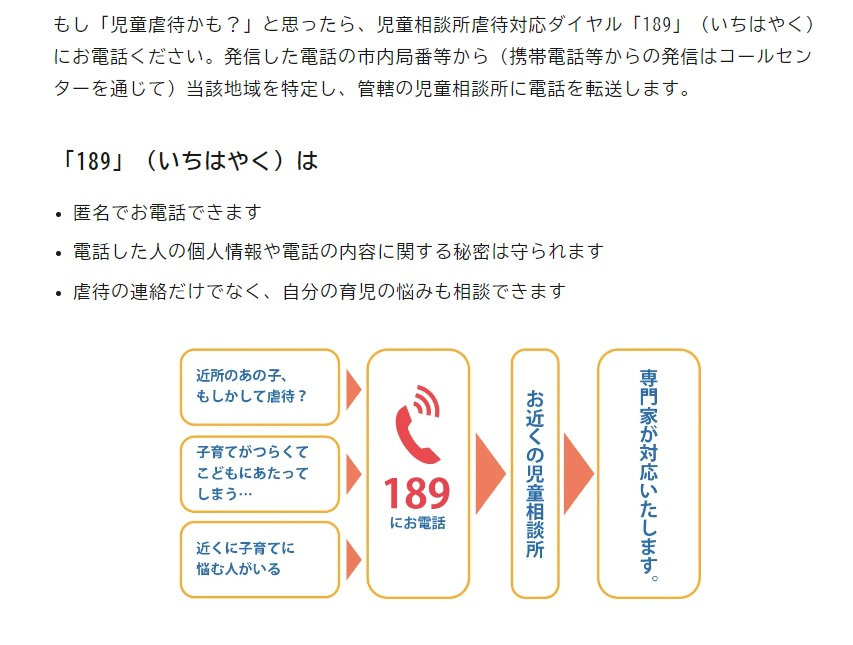 もし「児童虐待かも？」と思ったら、児童相談所虐待対応ダイヤル「189」（いちはやく）
にお電話ください。発信した電話の市内局番等から（携帯電話等からの発信はコールセン
ターを通じて）当該地域を特定し、管轄の児童相談所に電話を転送します。
「189」（いちはやく）は
• 匿名でお電話できます
• 電話した人の個人情報や電話の内容に関する秘密は守られます
• 虐待の連絡だけでなく、自分の育児の悩みも相談できます
近所のあの子、
もしかして虐待？
子育てがつらくて
こどもにあたって
しまう…
近くに子育てに
悩む人がいる
189
にお電話
お近くの児童相談所
専門家が対応いたします。